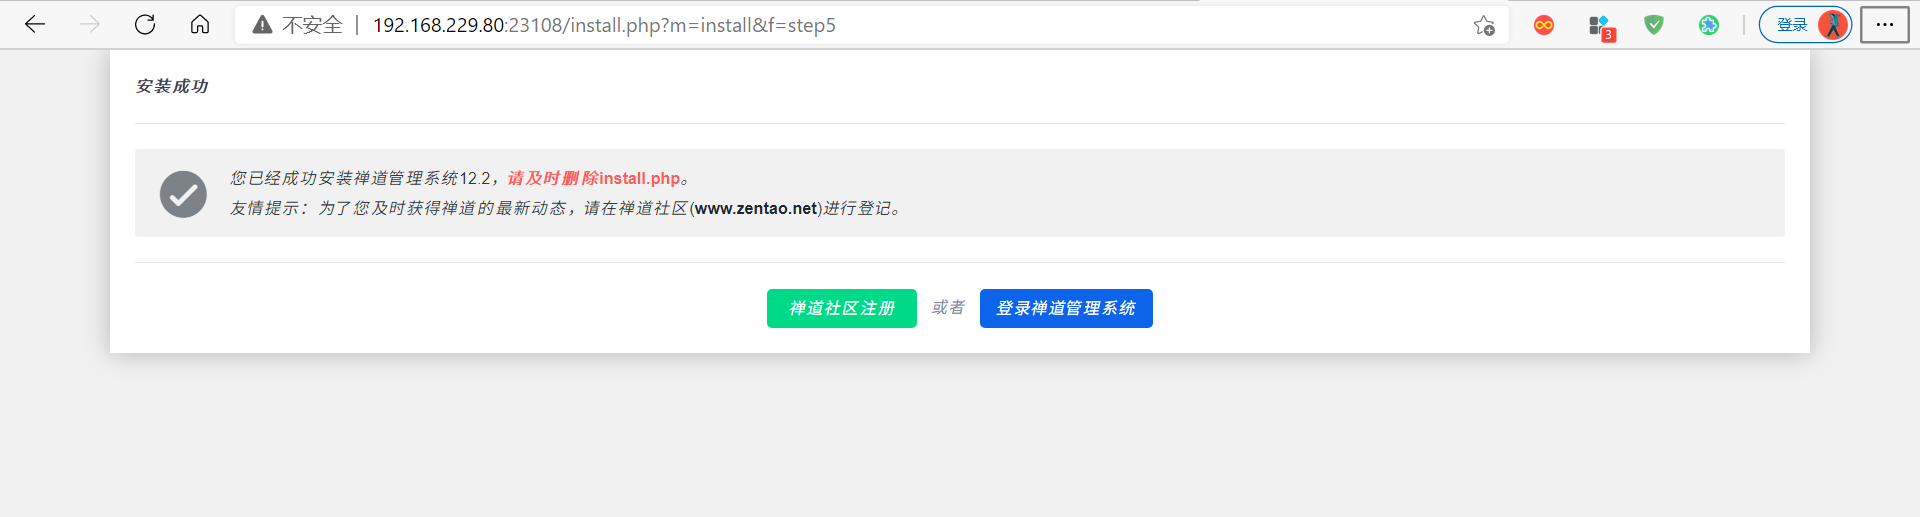 不安全 | 192.168.229.80:23108/install.php?m=install&f=step5
3
登录
安装成功
您已经成功安装禅道管理系统12.2，请及时删除install.php。
友情提示：为了您及时获得禅道的最新动态，请在禅道社区(www.zentao.net)进行登记。
禅道社区注册 或者 登录禅道管理系统